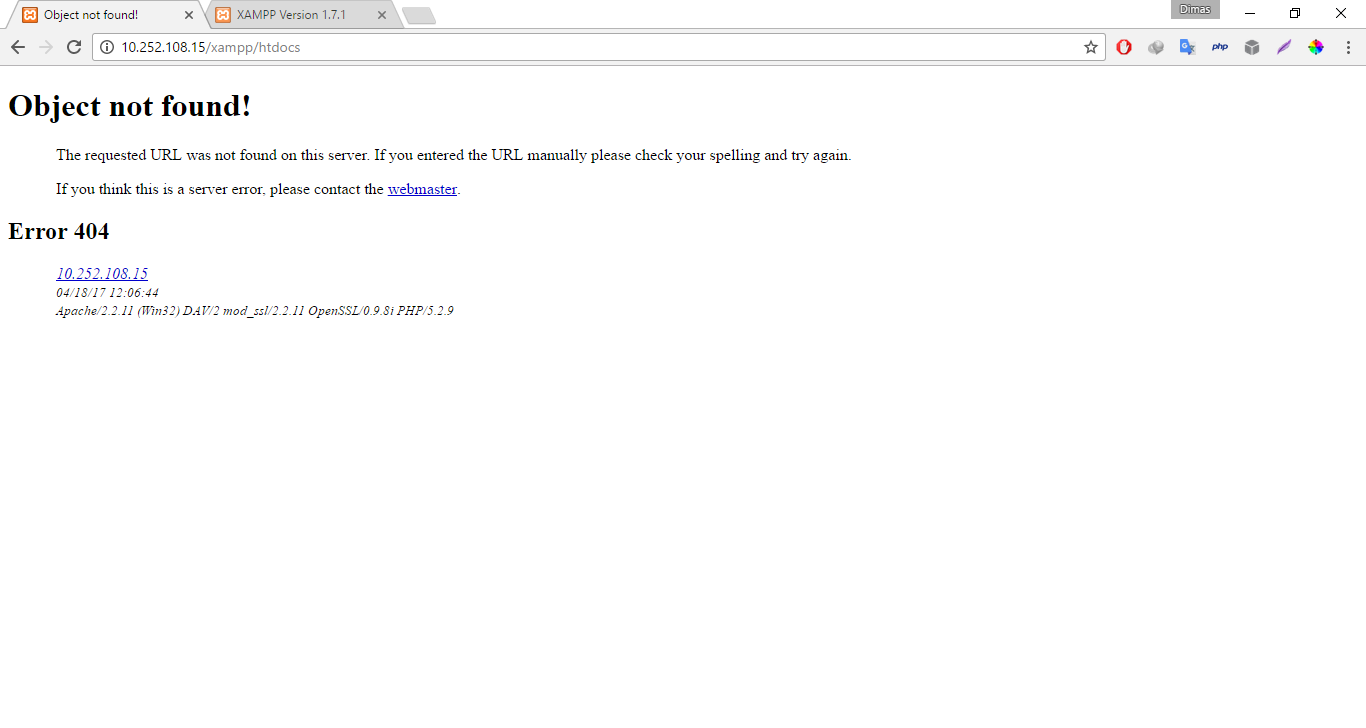 Dimas
Object not found!
XAMPP Version 1.7.1
10.252.108.15/xampp/htdocs
php
Object not found!
The requested URL was not found on this server. If you entered the URL manually please check your spelling and try again.
If you think this is a server error, please contact the webmaster.
Error 404
10.252.108.15
04/18/17 12:06:44
Apache/2.2.11 (Win32) DAV/2 mod_ssl/2.2.11 OpenSSL/0.9.8i PHP/5.2.9